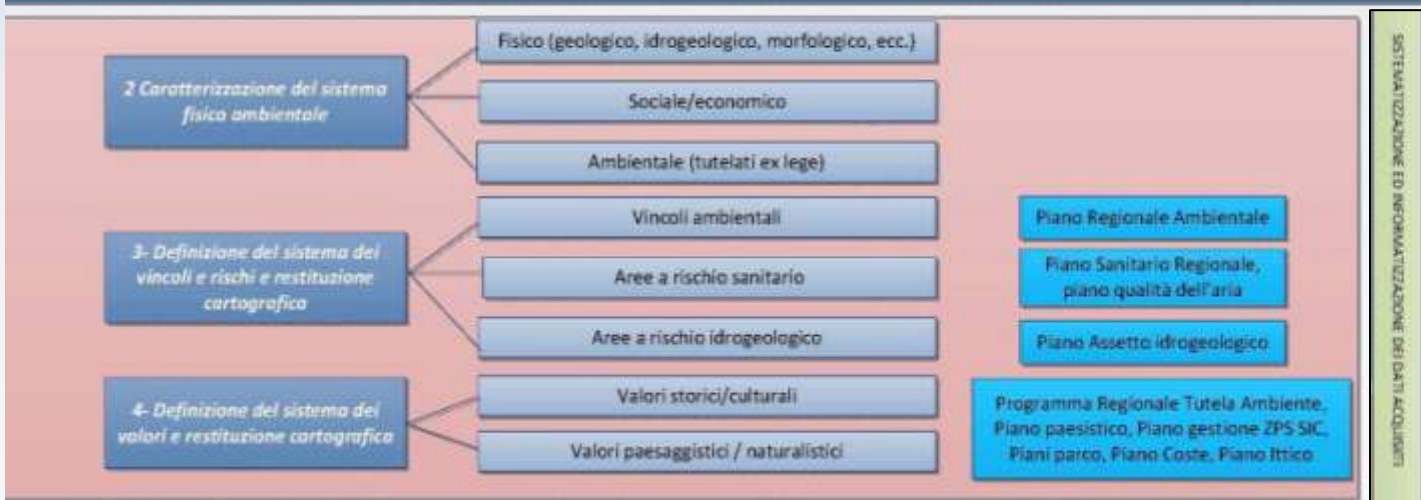 2 Caratterizzazione del sistema
fisico ambientale
Fisico (geologico, idrogeologico, morfologico, ecc.)
Sociale/economico
Ambientale (tutelati ex lege)
3- Definizione del sistema dei
vincoli e rischi e restituzione
cartografica
Vincoli ambientali
Aree a rischio sanitario
Aree a rischio idrogeologico
Piano Regionale Ambientale
Piano Sanitario Regionale,
piano qualità dell'aria
Piano Assetto idrogeologico
4- Definizione del sistema dei
valori e restituzione cartografica
Valori storici/culturali
Valori paesaggistici / naturalistici
Programma Regionale Tutela Ambiente,
Piano paesistico, Piano gestione ZPS SIC,
Piani parco, Piano Coste, Piano Ittico
SISTEMATIZZAZIONE ED INFORMATIZZAZIONE DEI DATI ACQUISITI